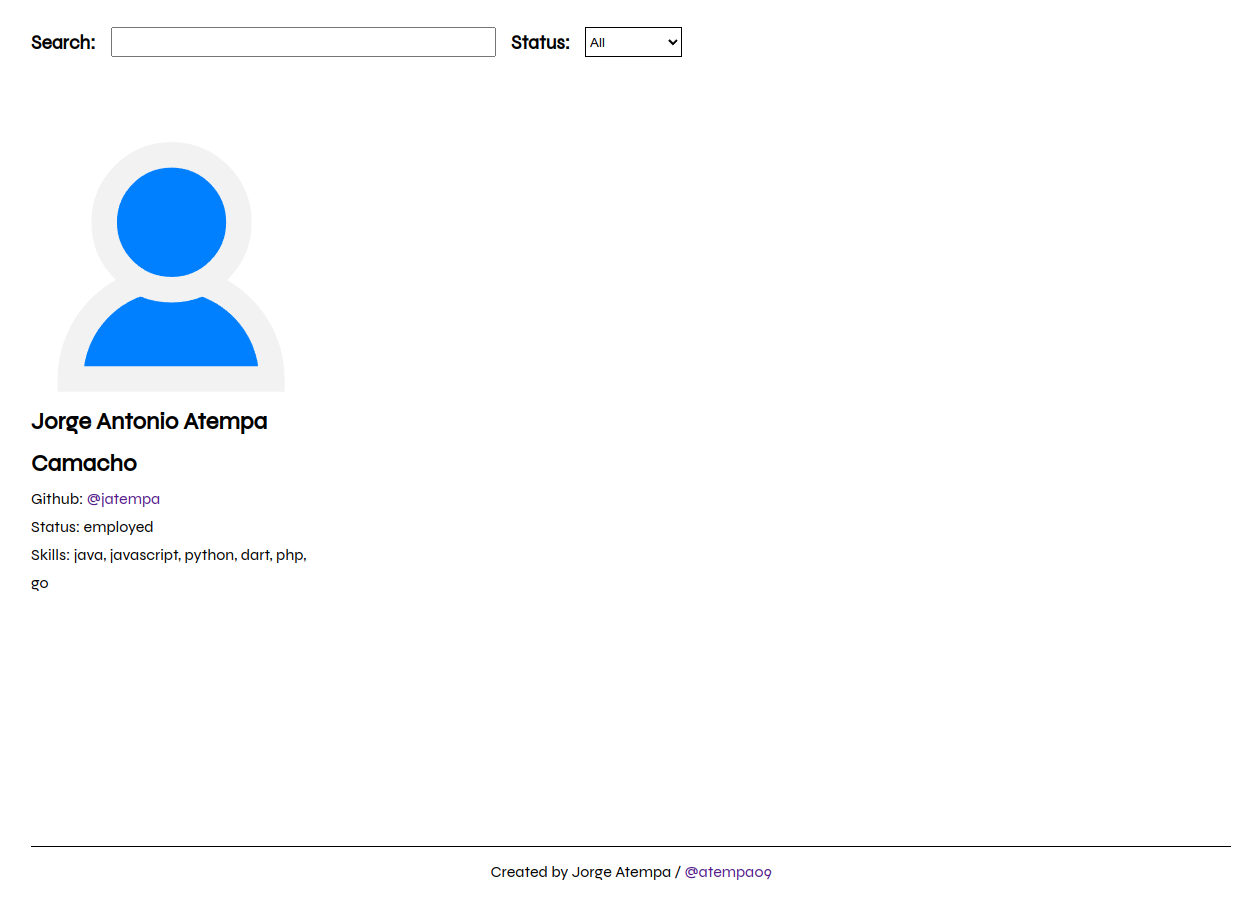 Search: Status: All
Jorge Antonio Atempa
Camacho
Github: @jatempa
Status: employed
Skills: java, javascript, python, dart, php,
go
Created by Jorge Atempa / @atempa09